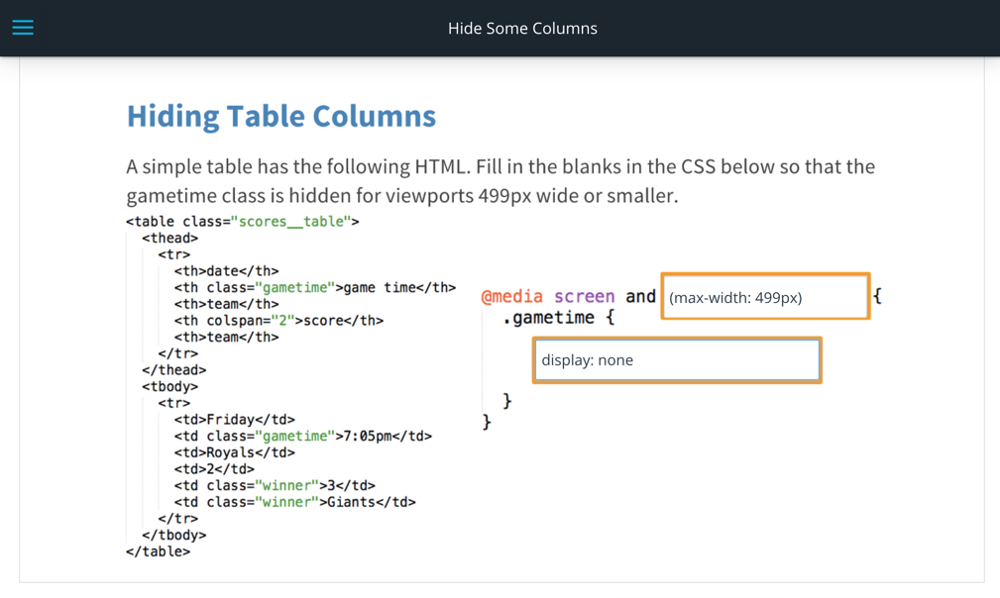 Hide Some Columns
Hiding Table Columns
A simple table has the following HTML. Fill in the blanks in the CSS below so that the
gametime class is hidden for viewports 499px wide or smaller.
<table class="scores__table">
<thead>
<tr>
<th>date</th>
<th class="gametime">game time</th>
<th>team</th>
<th colspan="2">score</th>
<th>team</th>
</tr>
</thead>
<tbody>
<tr>
<td>Friday</td>
<td class="gametime">7:05pm</td>
<td>Royals</td>
<td>2</td>
<td class="winner">3</td>
<td class="winner">Giants</td>
</tr>
</tbody>
</table>
@media screen and (max-width: 499px) {
.gametime {
display: none
}
}